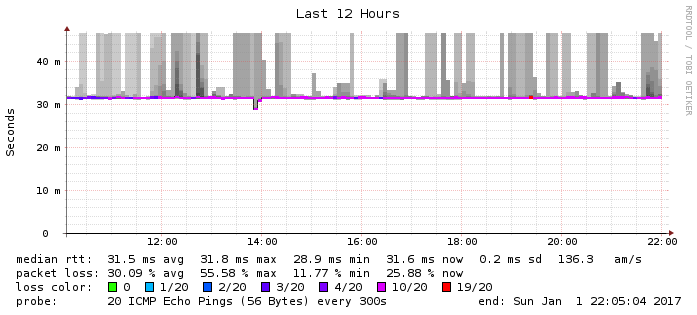 Last 12 Hours
RRDTOOL / TOBI OETIKER
Seconds
40 m
30 m
20 m
10 m
0
12:00 14:00 16:00 18:00 20:00 22:00
median rtt: 31.5 ms avg 31.8 ms max 28.9 ms min 31.6 ms now 0.2 ms sd 136.3 am/s
packet loss: 30.09 % avg 55.58 % max 11.77 % min 25.88 % now
loss color: 0 1/20 2/20 3/20 4/20 10/20 19/20
probe: 20 ICMP Echo Pings (56 Bytes) every 300s end: Sun Jan 1 22:05:04 2017